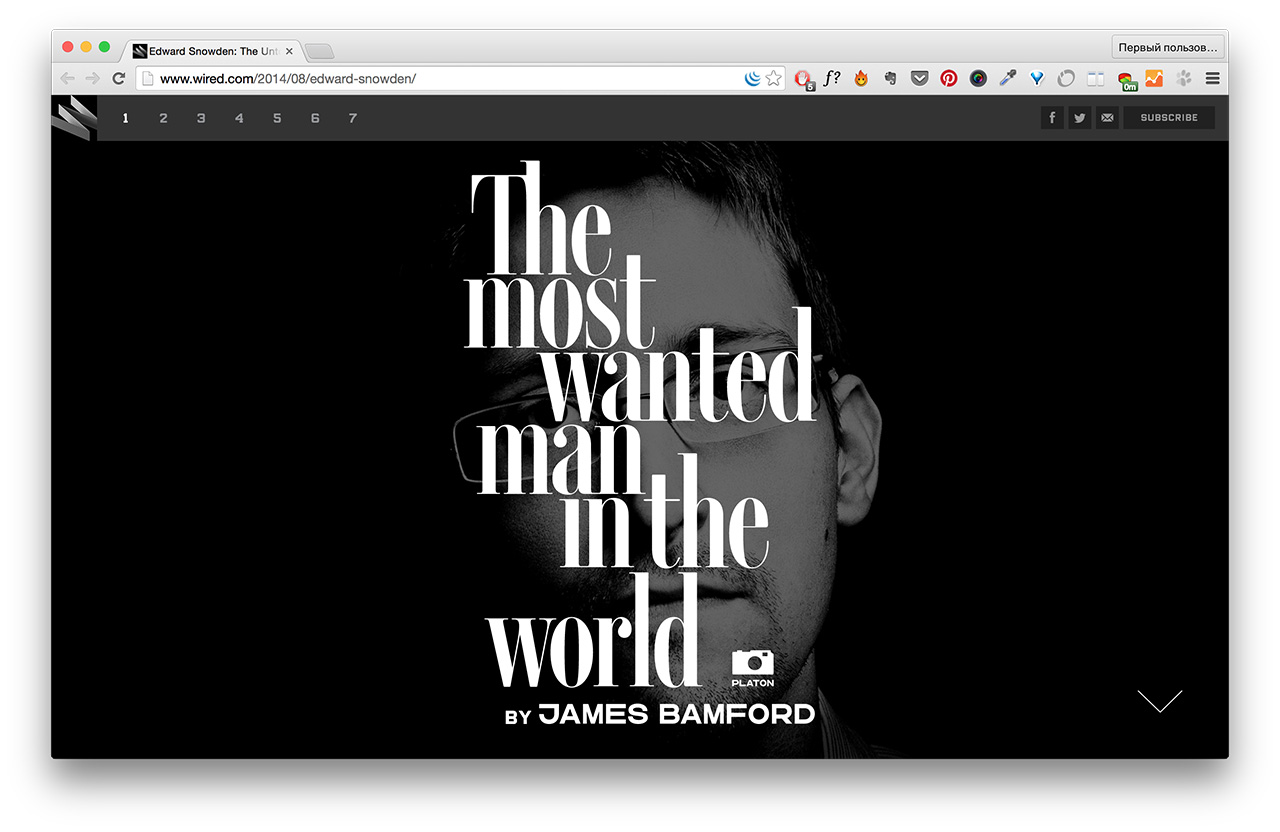 Edward Snowden: The Unt
Первый пользов…
www.wired.com/2014/08/edward-snowden/
5
f?
0m
1 2 3 4 5 6 7
f
SUBSCRIBE
The
most
wanted
man
in the
world
PLATON
BY JAMES BAMFORD